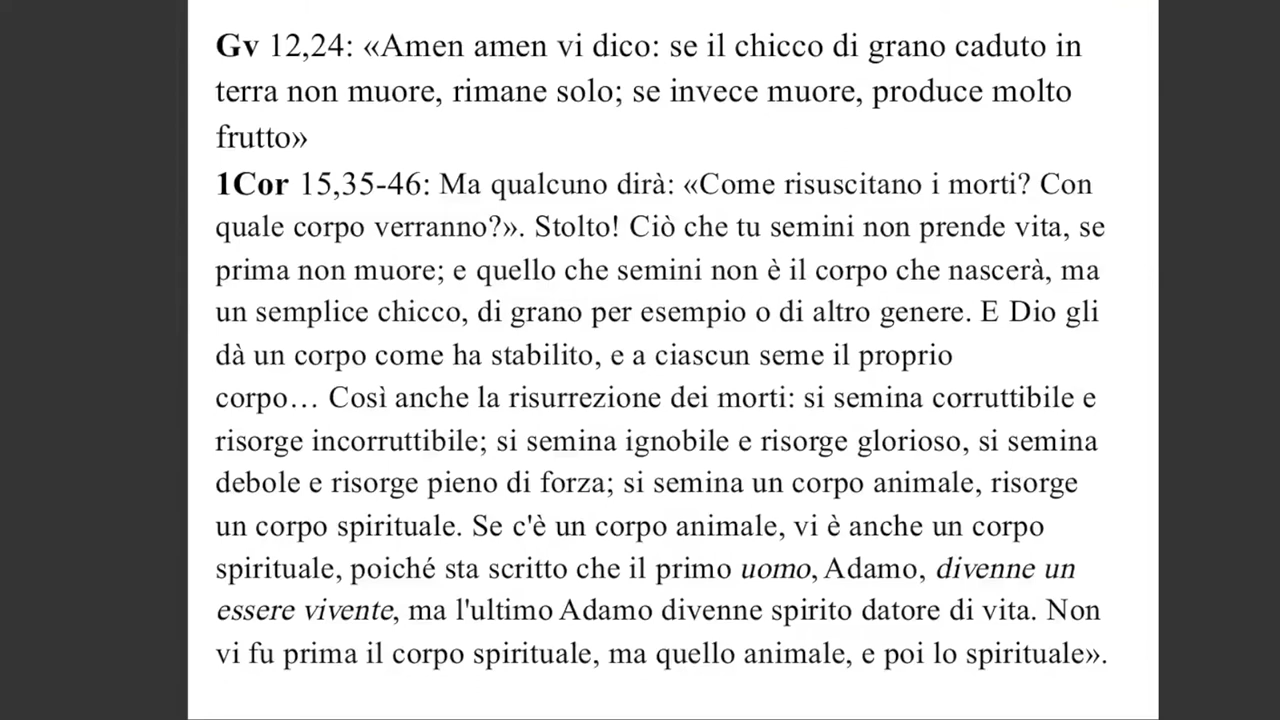 Gv 12,24: «Amen amen vi dico: se il chicco di grano caduto in
terra non muore, rimane solo; se invece muore, produce molto
frutto»
1Cor 15,35-46: Ma qualcuno dirà: «Come risuscitano i morti? Con
quale corpo verranno?». Stolto! Ciò che tu semini non prende vita, se
prima non muore; e quello che semini non è il corpo che nascerà, ma
un semplice chicco, di grano per esempio o di altro genere. E Dio gli
dà un corpo come ha stabilito, e a ciascun seme il proprio
corpo… Così anche la risurrezione dei morti: si semina corruttibile e
risorge incorruttibile; si semina ignobile e risorge glorioso, si semina
debole e risorge pieno di forza; si semina un corpo animale, risorge
un corpo spirituale. Se c'è un corpo animale, vi è anche un corpo
spirituale, poiché sta scritto che il primo uomo, Adamo, divenne un
essere vivente, ma l'ultimo Adamo divenne spirito datore di vita. Non
vi fu prima il corpo spirituale, ma quello animale, e poi lo spirituale».